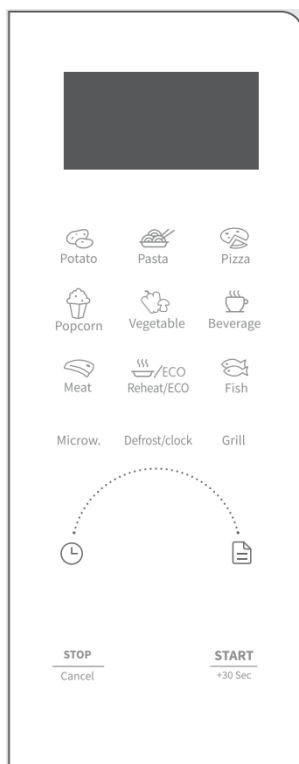 Potato Pasta Pizza
Popcorn Vegetable Beverage
/ECO
Meat Reheat/ECO Fish
Microw. Defrost/clock Grill
STOP START
Cancel +30 Sec